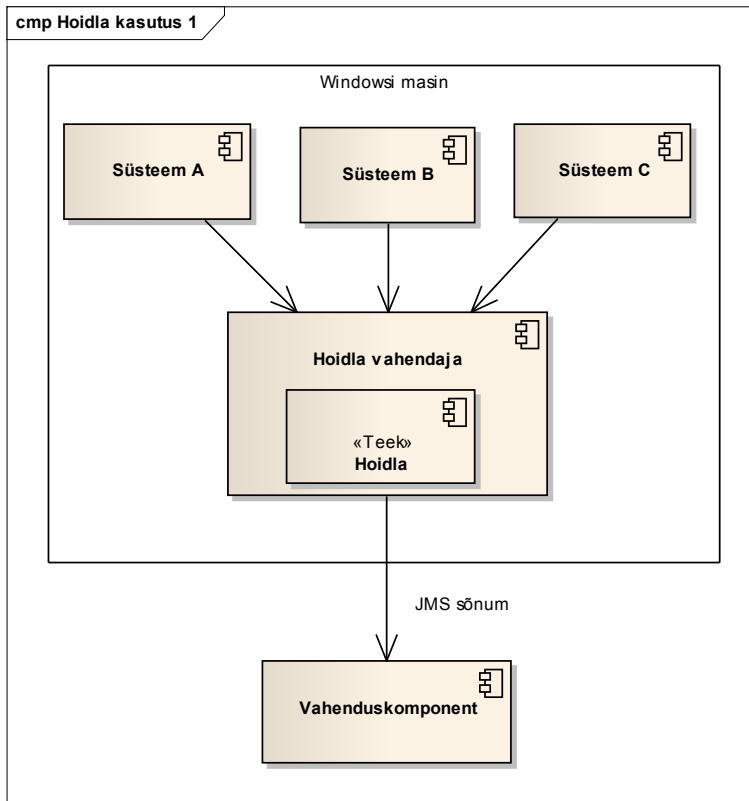 cmp Hoidla kasutus 1
Windowsi masin
Süsteem A
Süsteem B
Süsteem C
Hoidla vahendaja
«Teek»
Hoidla
JMS sõnum
Vahenduskomponent